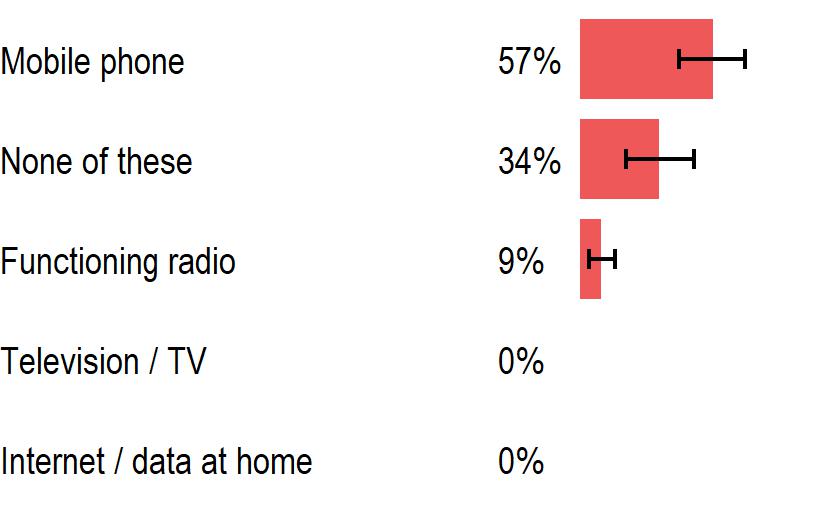 Mobile phone 57%
None of these 34%
Functioning radio 9%
Television / TV 0%
Internet / data at home 0%